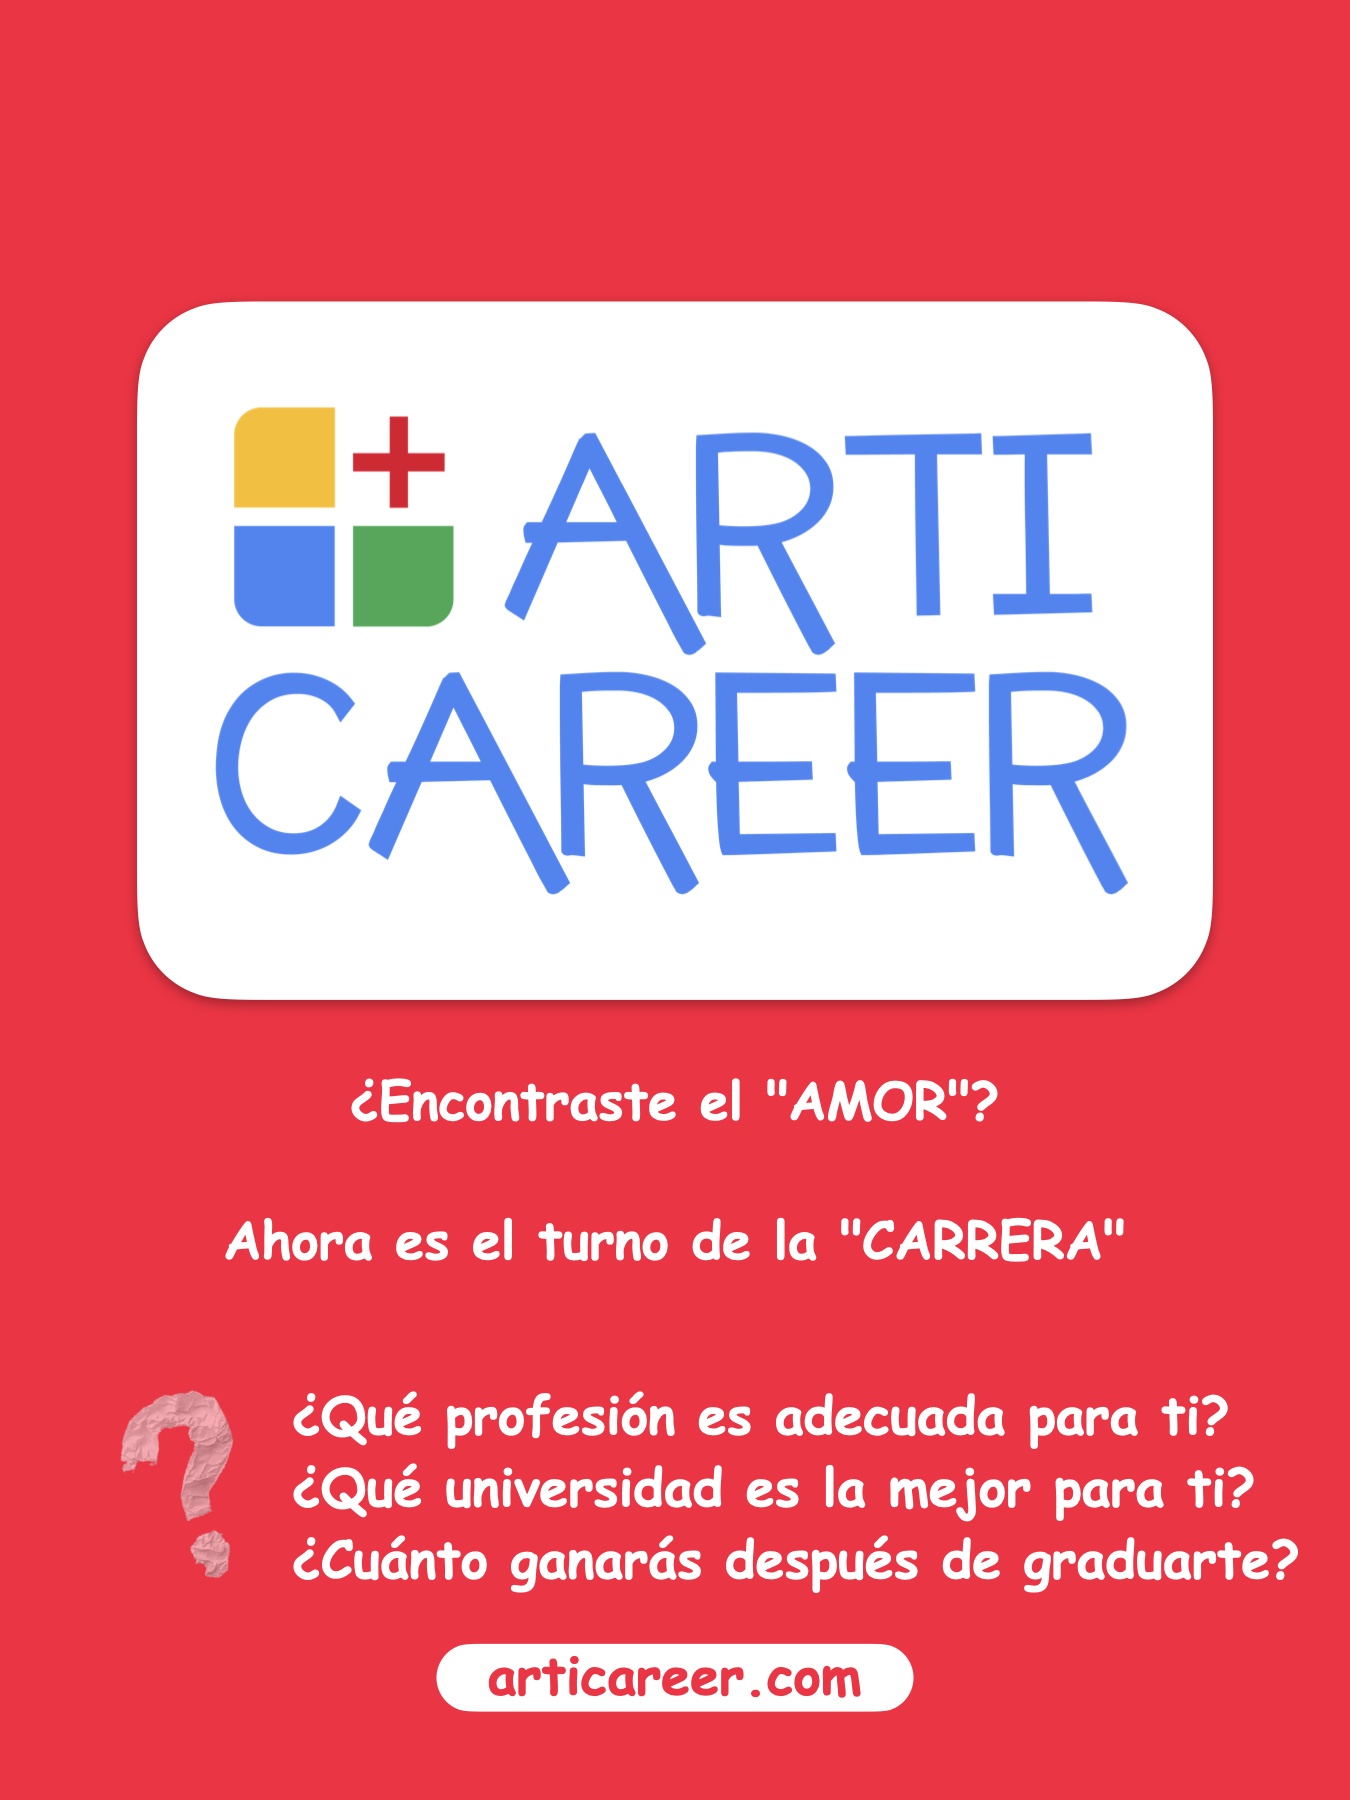 ARTI
CAREER
¿Encontraste el "AMOR"?
Ahora es el turno de la "CARRERA"
¿Qué profesión es adecuada para ti?
¿Qué universidad es la mejor para ti?
¿Cuánto ganarás después de graduarte?
articareer.com